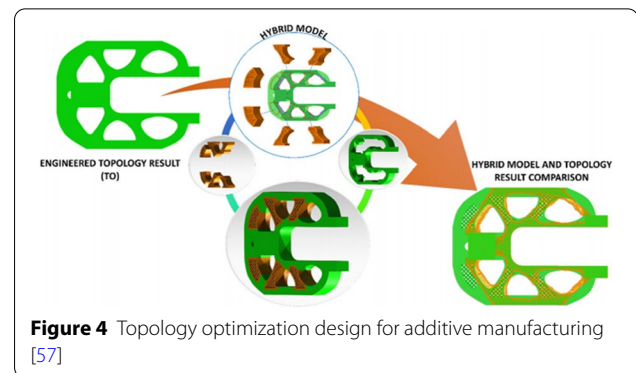 HYBRID MODEL
ENGINEERED TOPOLOGY RESULT
(TO)
HYBRID MODEL AND TOPOLOGY
RESULT COMPARISON
Figure 4 Topology optimization design for additive manufacturing
[57]